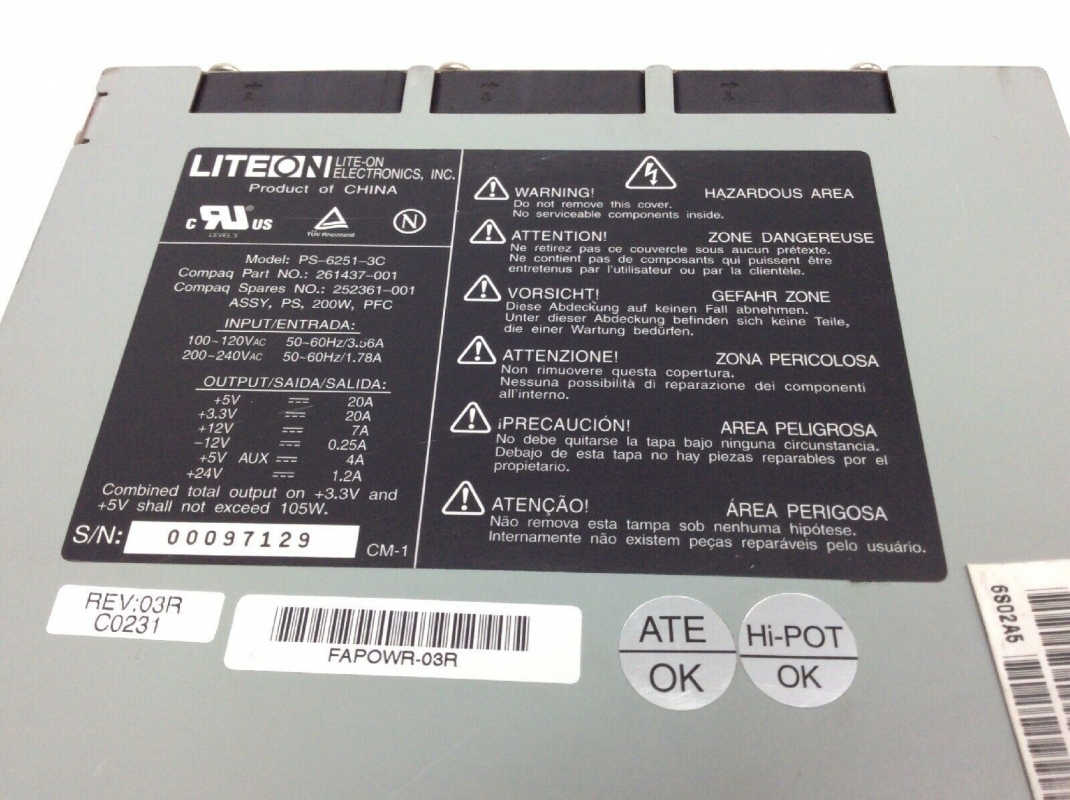 LITEON LITE-ON
ELECTRONICS, INC.
Product of CHINA
c RU® US
LEVEL 3
TÜV Rheinland
N
Model: PS-6251-3C
Compaq Part NO.: 261437-001
Compaq Spares NO.: 252361-001
ASSY, PS, 200W, PFC
INPUT/ENTRADA:
100~120VAC 50-60Hz/3.56A
200~240VAC 50-60Hz/1.78A
OUTPUT/SAIDA/SALIDA:
+5V 20A
+3.3V 20A
+12V 7A
-12V 0.25A
+5V AUX 4A
+24V 1.2A
Combined total output on +3.3V and
+5V shall not exceed 105W.
S/N: 00097129
CM-1
WARNING! HAZARDOUS AREA
Do not remove this cover.
No serviceable components inside.
ATTENTION! ZONE DANGEREUSE
Ne retirez pas ce couvercle sous aucun prétexte.
Ne contient pas de composants qui puissent être
entretenus par l'utilisateur ou par la clientèle.
VORSICHT! GEFAHR ZONE
Diese Abdeckung auf keinen Fall abnehmen.
Unter dieser Abdeckung befinden sich keine Teile,
die einer Wartung bedürfen.
ATTENZIONE! ZONA PERICOLOSA
Non rimuovere questa copertura.
Nessuna possibilità di reparazione dei componenti
all'interno.
¡PRECAUCIÓN! AREA PELIGROSA
No debe quitarse la tapa bajo ninguna circunstancia.
Debajo de esta tapa no hay piezas reparables por el
propietario.
ATENÇÃO! ÁREA PERIGOSA
Não remova esta tampa sob nenhuma hipótese.
Internamente não existem peças reparáveis pelo usuário.
REV:03R
C0231
FAPOWR-03R
ATE
OK
Hi-POT
OK
6S02A5